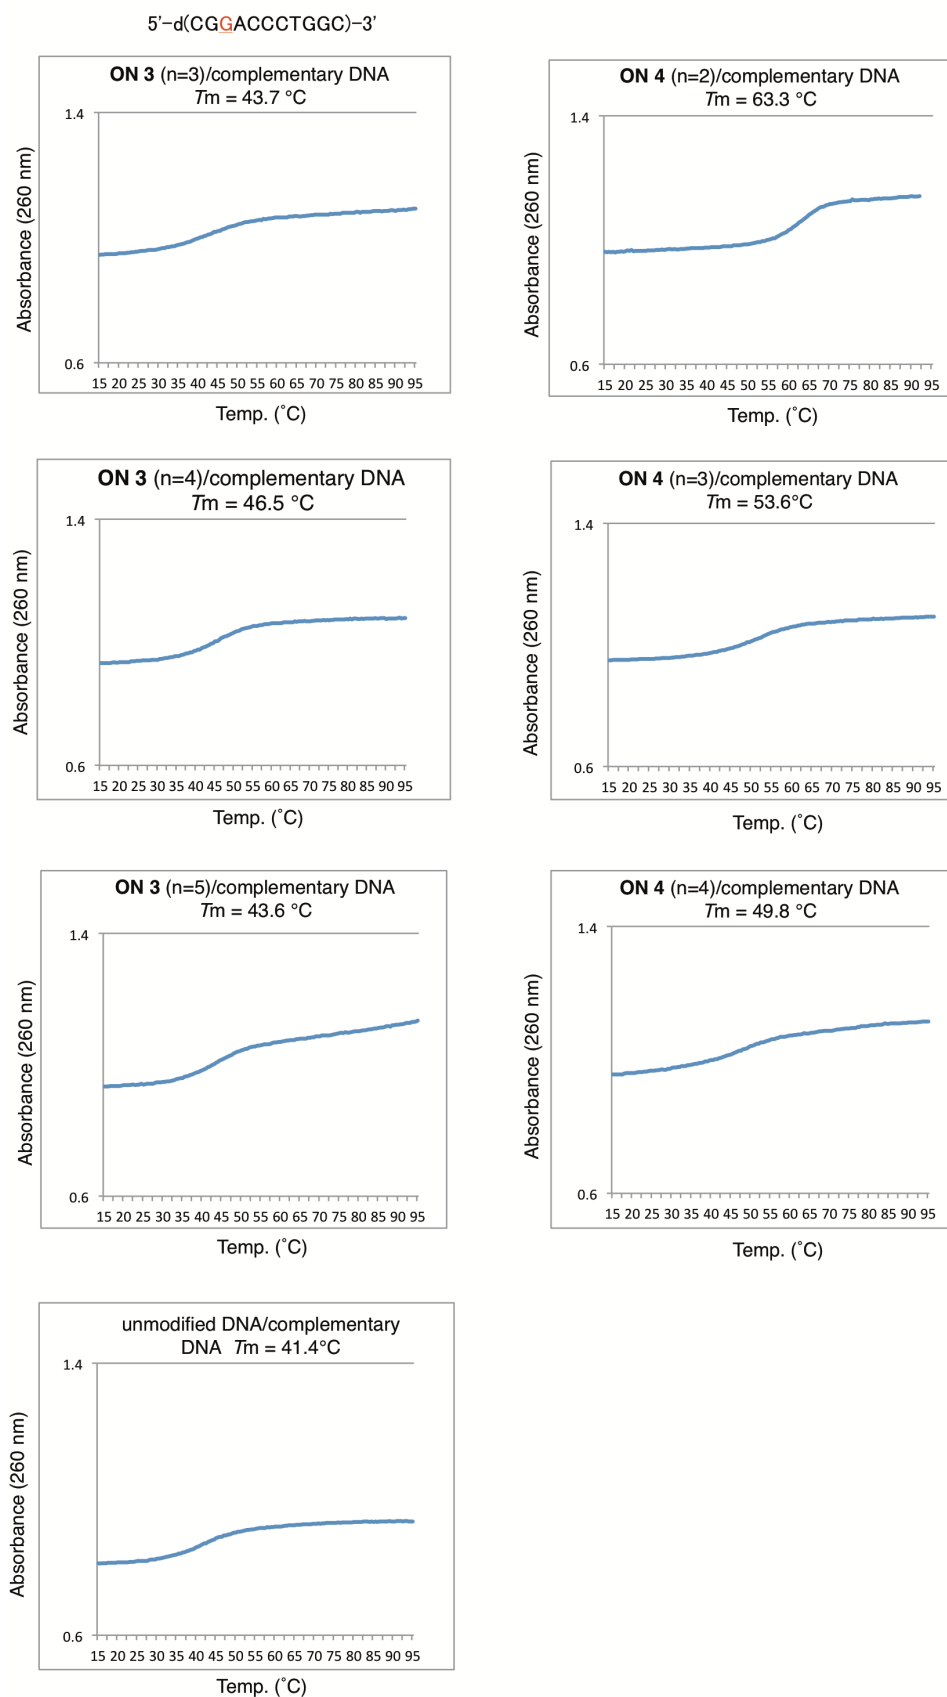 5'-d(CGGACCCTGGC)-3'
ON 3 (n=3)/complementary DNA
Tm = 43.7 °C
1.4
Absorbance (260 nm)
0.6
15 20 25 30 35 40 45 50 55 60 65 70 75 80 85 90 95
Temp. (˚C)
ON 4 (n=2)/complementary DNA
Tm = 63.3 °C
1.4
Absorbance (260 nm)
0.6
15 20 25 30 35 40 45 50 55 60 65 70 75 80 85 90 95
Temp. (˚C)
ON 3 (n=4)/complementary DNA
Tm = 46.5 °C
1.4
Absorbance (260 nm)
0.6
15 20 25 30 35 40 45 50 55 60 65 70 75 80 85 90 95
Temp. (˚C)
ON 4 (n=3)/complementary DNA
Tm = 53.6°C
1.4
Absorbance (260 nm)
0.6
15 20 25 30 35 40 45 50 55 60 65 70 75 80 85 90 95
Temp. (˚C)
ON 3 (n=5)/complementary DNA
Tm = 43.6 °C
1.4
Absorbance (260 nm)
0.6
15 20 25 30 35 40 45 50 55 60 65 70 75 80 85 90 95
Temp. (˚C)
ON 4 (n=4)/complementary DNA
Tm = 49.8 °C
1.4
Absorbance (260 nm)
0.6
15 20 25 30 35 40 45 50 55 60 65 70 75 80 85 90 95
Temp. (˚C)
unmodified DNA/complementary
DNA Tm = 41.4°C
1.4
Absorbance (260 nm)
0.6
15 20 25 30 35 40 45 50 55 60 65 70 75 80 85 90 95
Temp. (˚C)